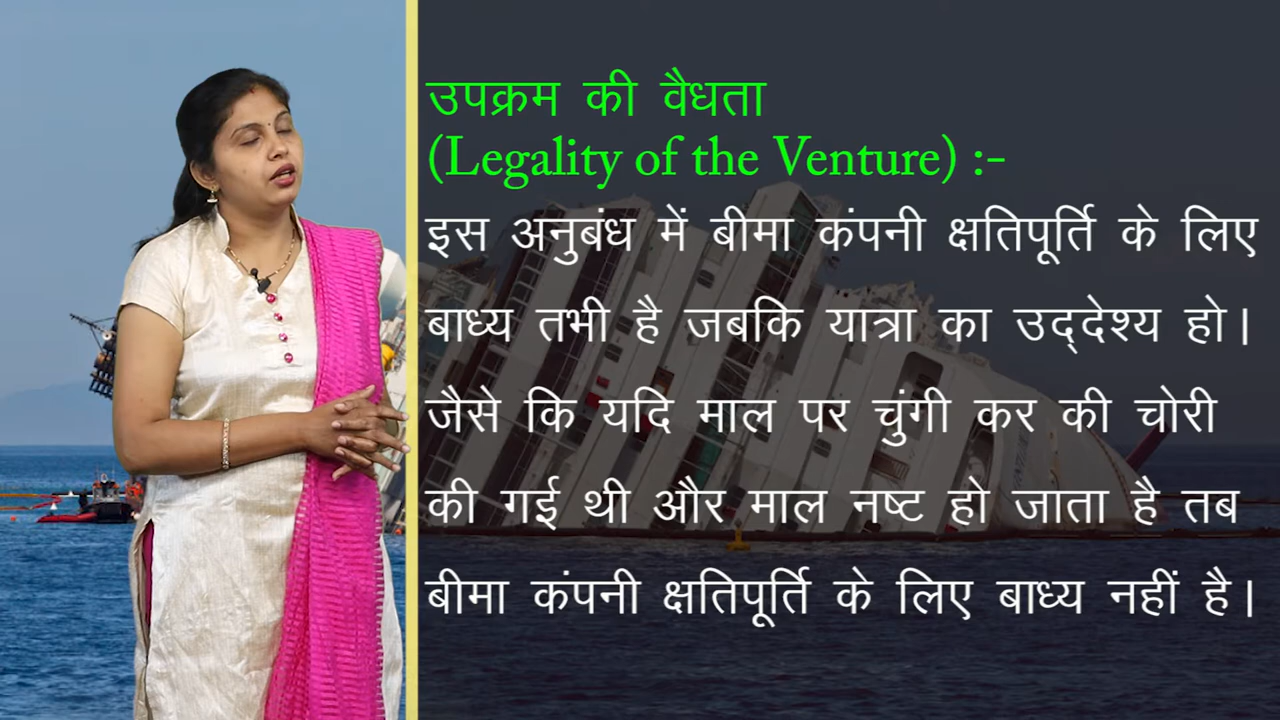 उपक्रम की वैधता
(Legality of the Venture) :-
इस अनुबंध में बीमा कंपनी क्षतिपूर्ति के लिए
बाध्य तभी है जबकि यात्रा का उद्देश्य हो।
जैसे कि यदि माल पर चुंगी कर की चोरी
की गई थी और माल नष्ट हो जाता है तब
बीमा कंपनी क्षतिपूर्ति के लिए बाध्य नहीं है।